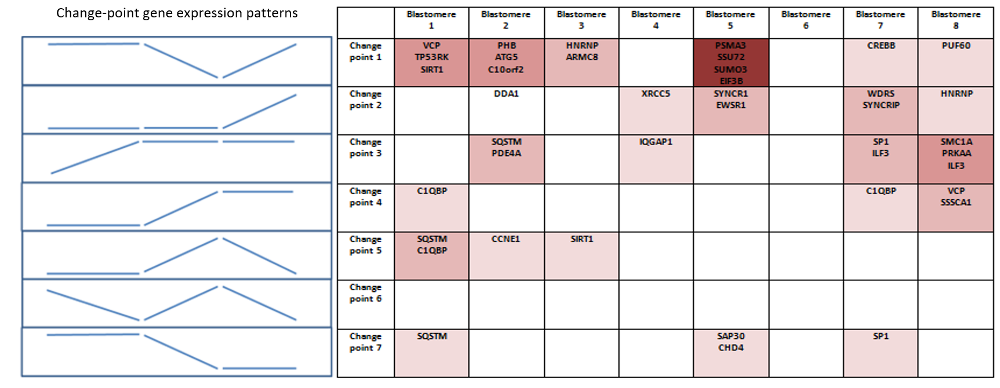 Change-point gene expression patterns
Blastomere
1
Blastomere
2
Blastomere
3
Blastomere
4
Blastomere
5
Blastomere
6
Blastomere
7
Blastomere
8
Change
point 1
VCP
TP53RK
SIRT1
PHB
ATG5
C10orf2
HNRNP
ARMC8
PSMA3
SSU72
SUMO3
EIF3B
CREBB
PUF60
Change
point 2
DDA1
XRCC5
SYNCR1
EWSR1
WDRS
SYNCRIP
HNRNP
Change
point 3
SQSTM
PDE4A
IQGAP1
SP1
ILF3
SMC1A
PRKAA
ILF3
Change
point 4
C1QBP
C1QBP
VCP
SSSCA1
Change
point 5
SQSTM
C1QBP
CCNE1
SIRT1
Change
point 6
Change
point 7
SQSTM
SAP30
CHD4
SP1